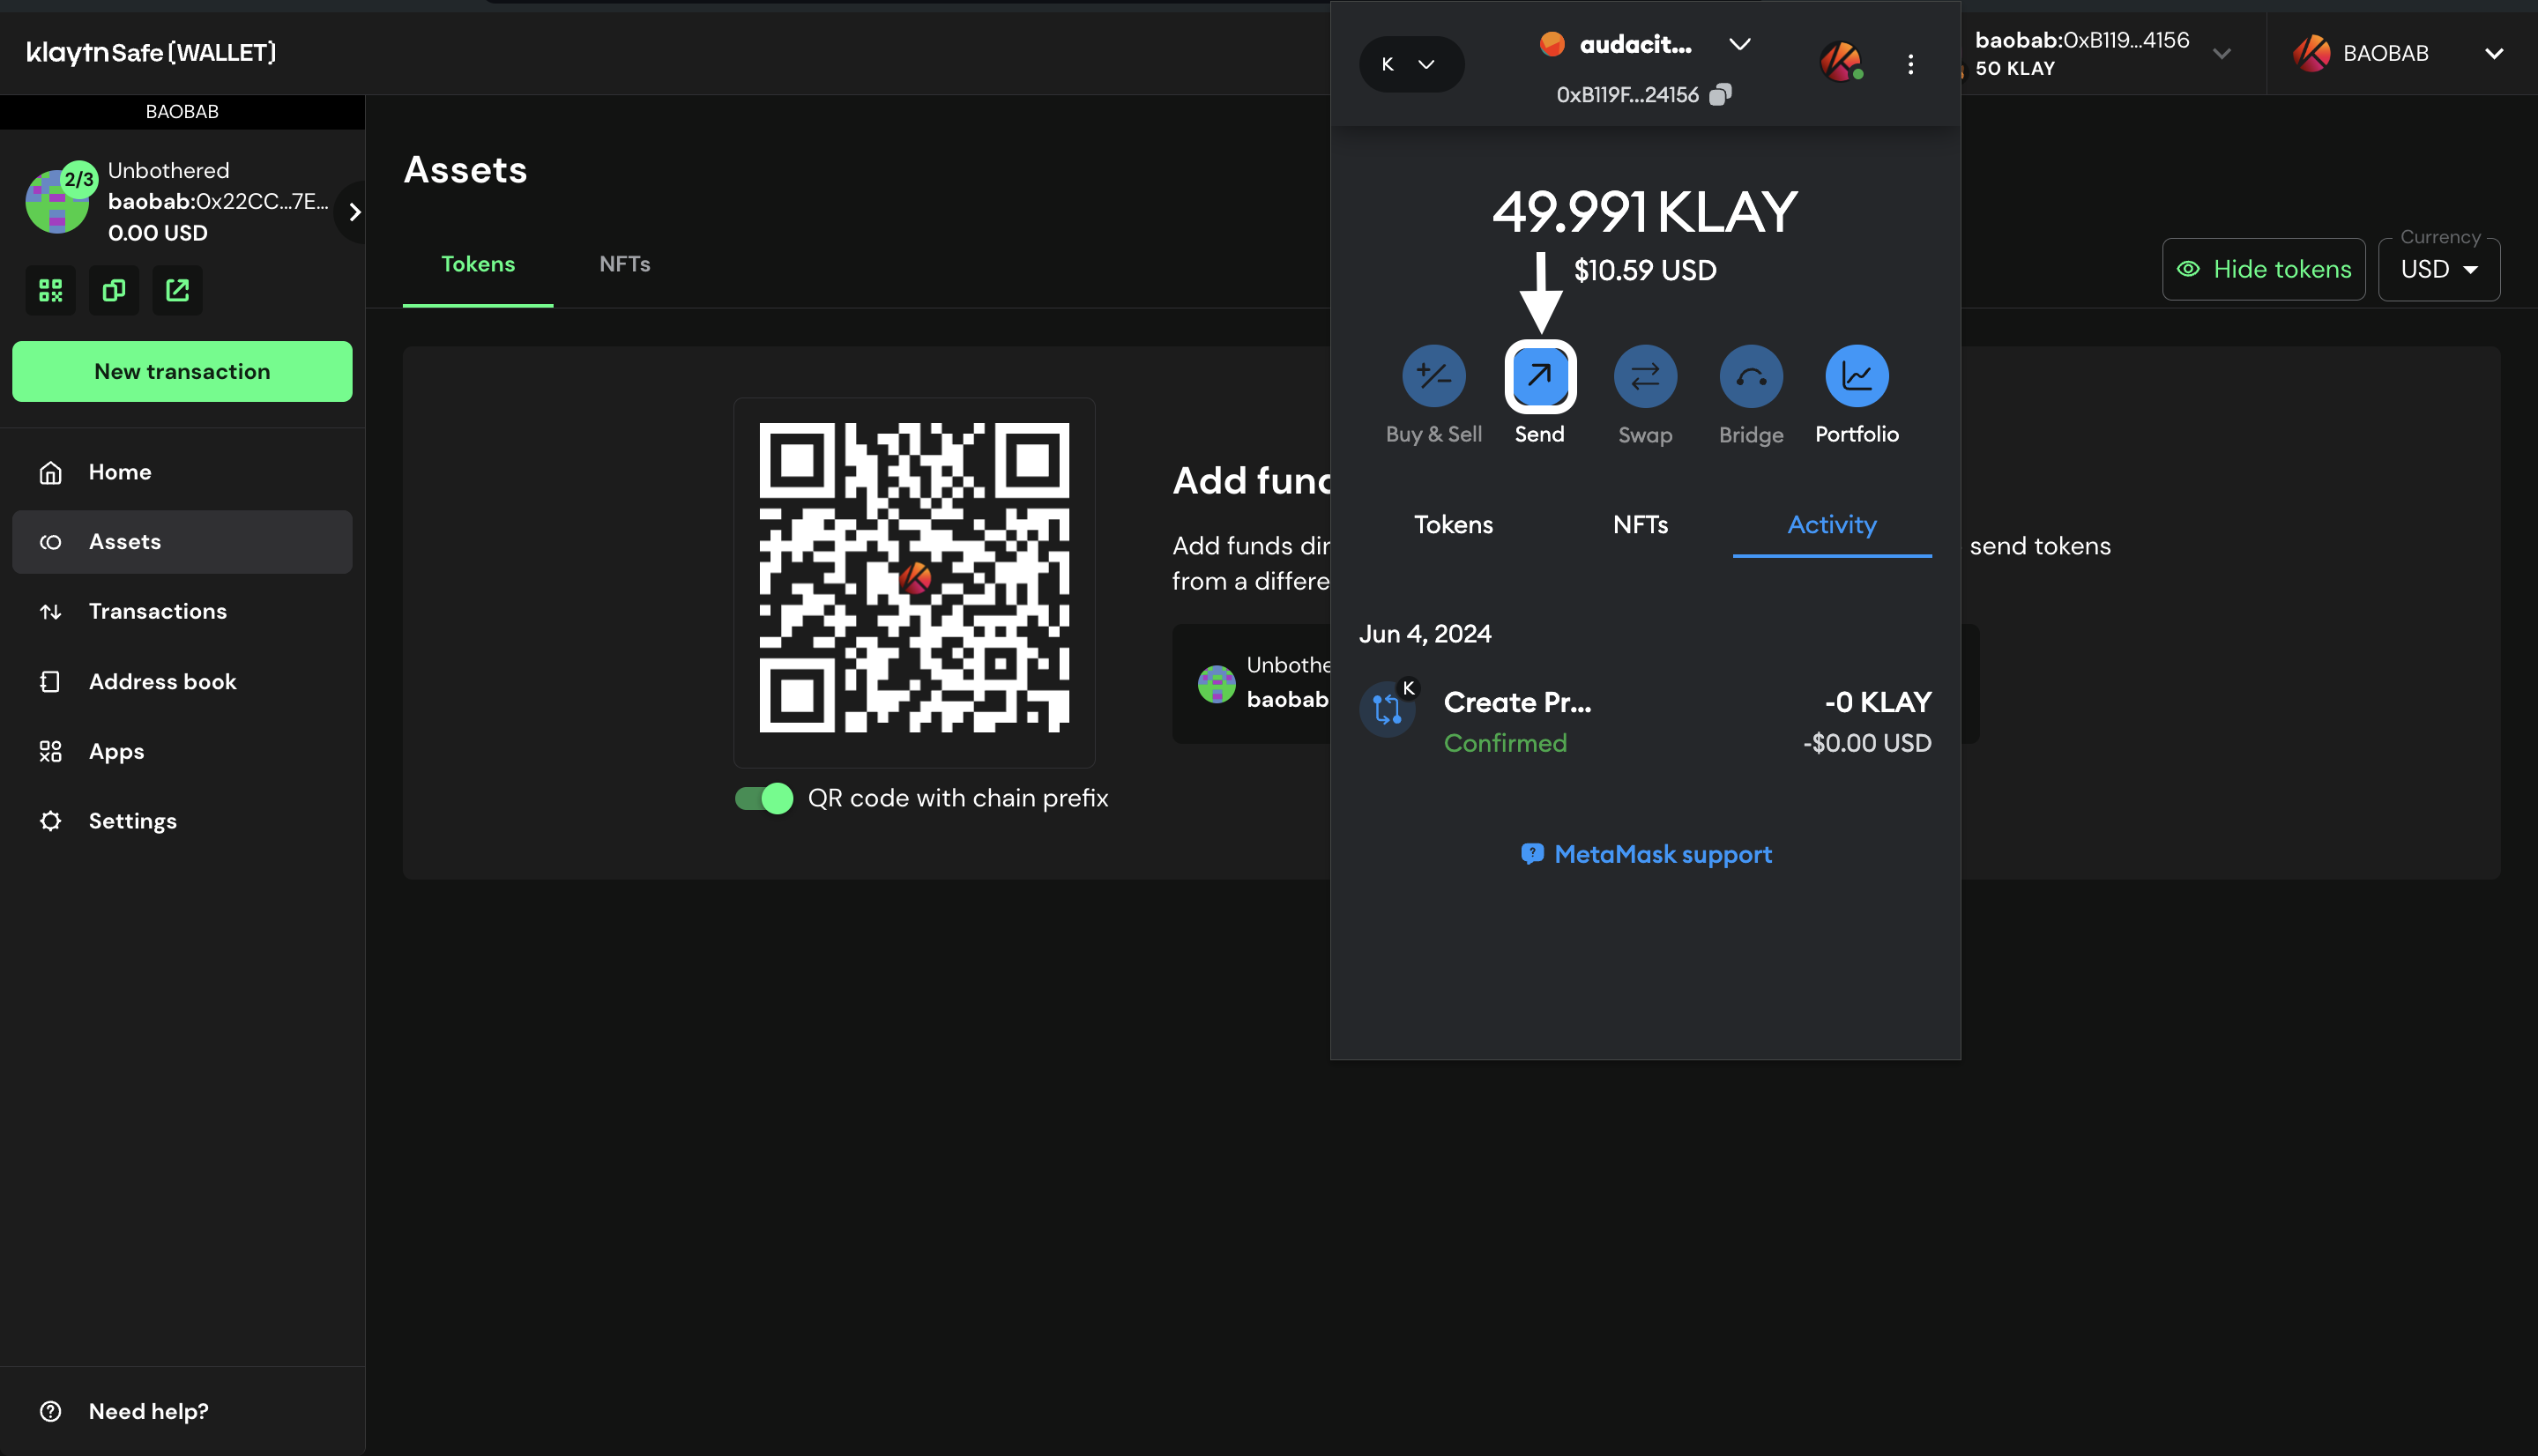 klaytn Safe [WALLET]
BAOBAB
2/3
Unbothered
baobab:0x22CC...7E...
0.00 USD
New transaction
Home
Assets
Transactions
Address book
Apps
Settings
Need help?
Assets
Tokens
NFTs
Hide tokens
Currency
USD
QR code with chain prefix
Add func
Add funds dir
send tokens
from a differe
Unbothe
baobab
K
audacit...
0xB119F...24156
49.991 KLAY
$10.59 USD
Buy & Sell
Send
Swap
Bridge
Portfolio
Tokens
NFTs
Activity
Jun 4, 2024
K
Create Pr...
-0 KLAY
Confirmed
-$0.00 USD
MetaMask support
baobab:0xB119...4156
50 KLAY
BAOBAB